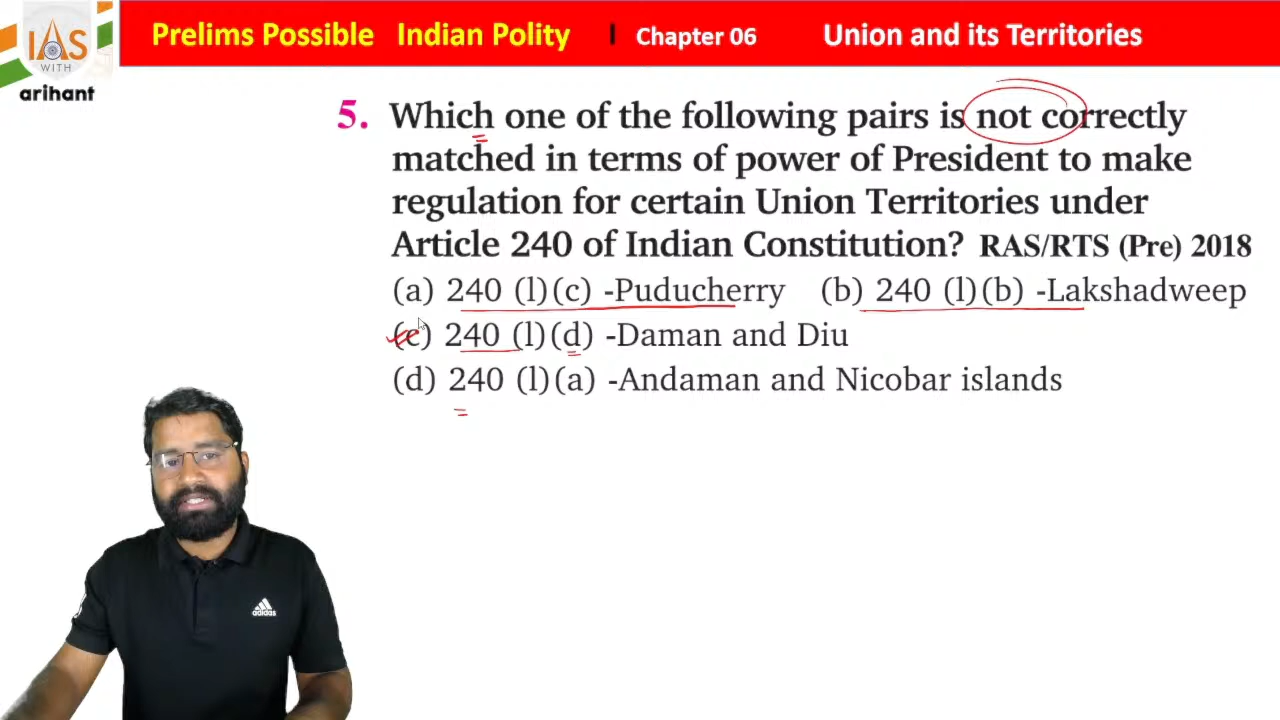 IAS
WITH
arihant
Prelims Possible Indian Polity | Chapter 06 Union and its Territories
5. Which one of the following pairs is not correctly
matched in terms of power of President to make
regulation for certain Union Territories under
Article 240 of Indian Constitution? RAS/RTS (Pre) 2018
(a) 240 (l)(c) -Puducherry (b) 240 (l)(b) -Lakshadweep
(c) 240 (l)(d) -Daman and Diu
(d) 240 (l)(a) -Andaman and Nicobar islands
adidas